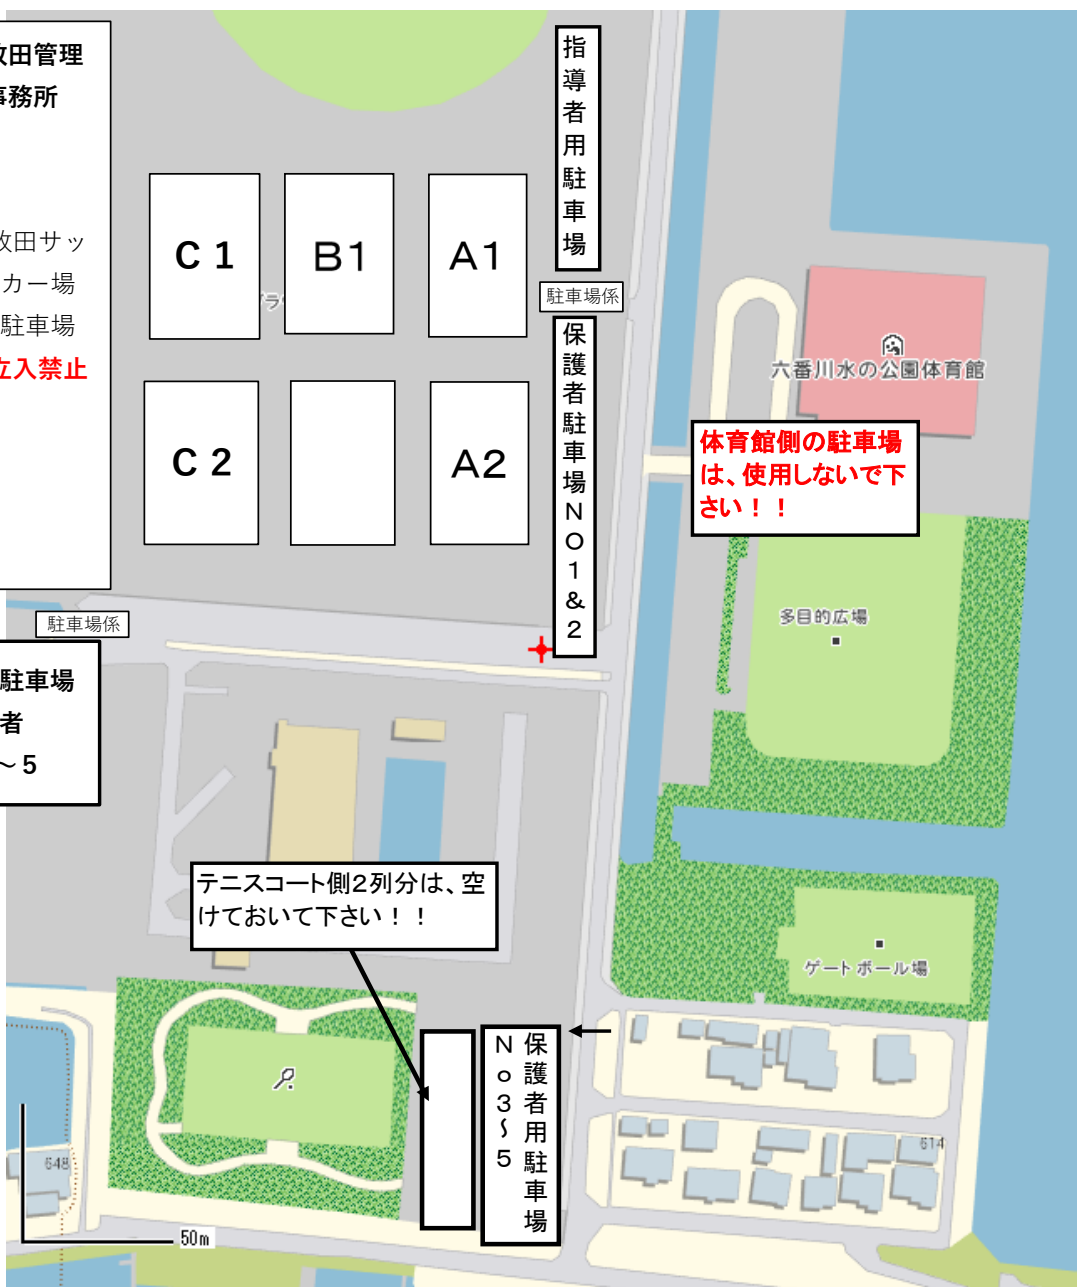 牧田管理
事務所
牧田サッ
カー場
駐車場
立入禁止
指導者用駐車場
C1
B1
A1
駐車場係
保護者駐車場NO1&2
C2
A2
六番川水の公園体育館
体育館側の駐車場
は、使用しないで下
さい！！
多目的広場
駐車場係
駐車場
者
～5
テニスコート側2列分は、空
けておいて下さい！！
ゲートボール場
保護者用駐車場
No3～5
648
614
50m